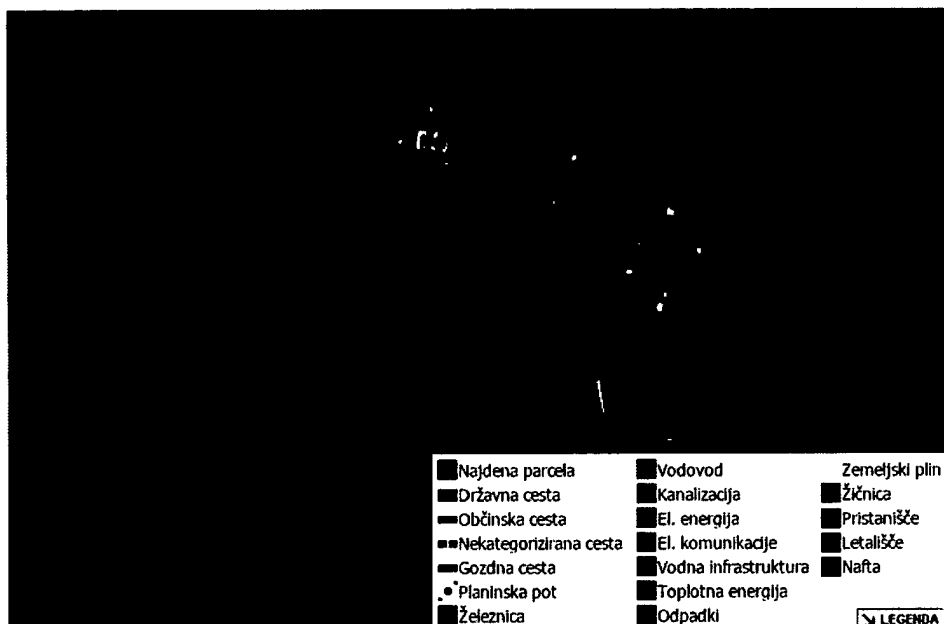 Najdena parcela
Državna cesta
Občinska cesta
Nekategorizirana cesta
Gozdna cesta
Planinska pot
Železnica
Vodovod
Kanalizacija
El. energija
El. komunikacije
Vodna infrastruktura
Toplotna energija
Odpadki
Zemeljski plin
Žičnica
Pristanišče
Letališče
Nafta
LEGENDA